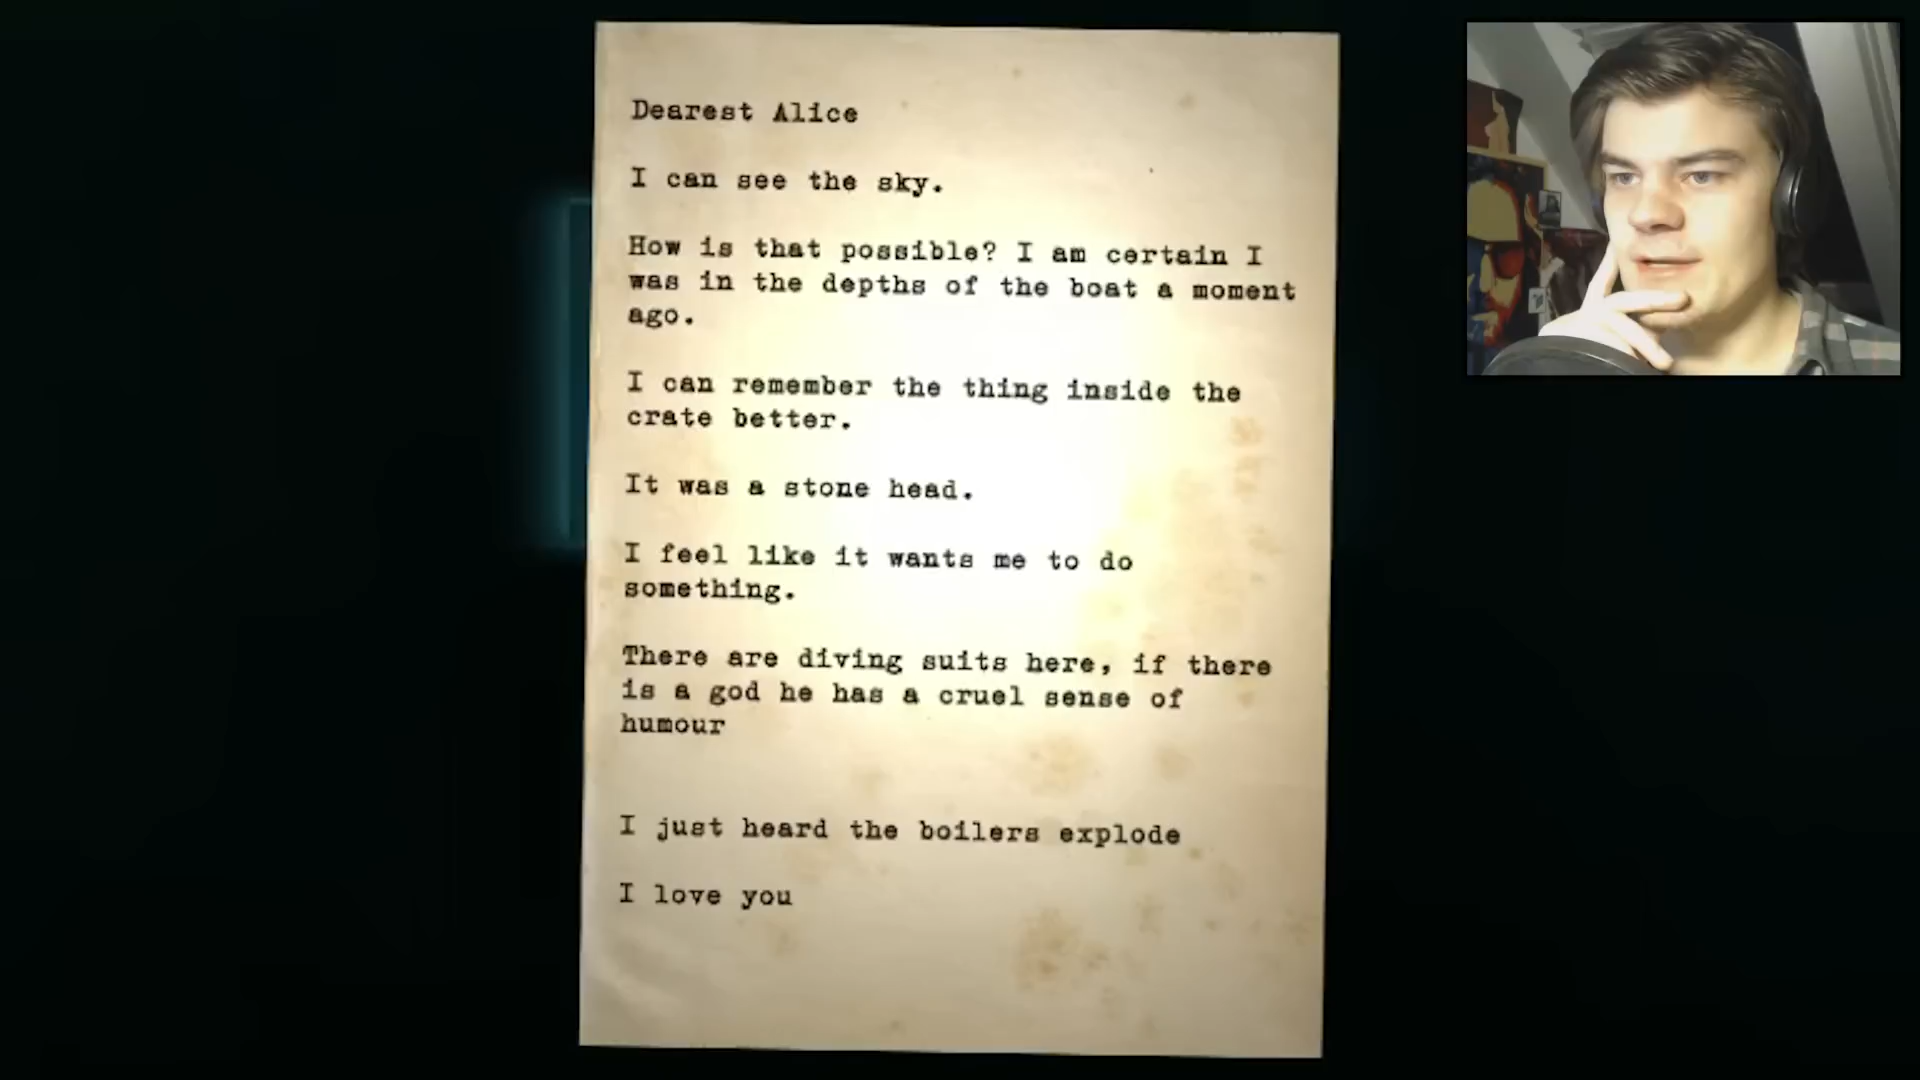 Dearest Alice
I can see the sky.
How is that possible? I am certain I
was in the depths of the boat a moment
ago.
I can remember the thing inside the
crate better.
It was a stone head.
I feel like it wants me to do
something.
There are diving suits here, if there
is a god he has a cruel sense of
humour
I just heard the boilers explode
I love you